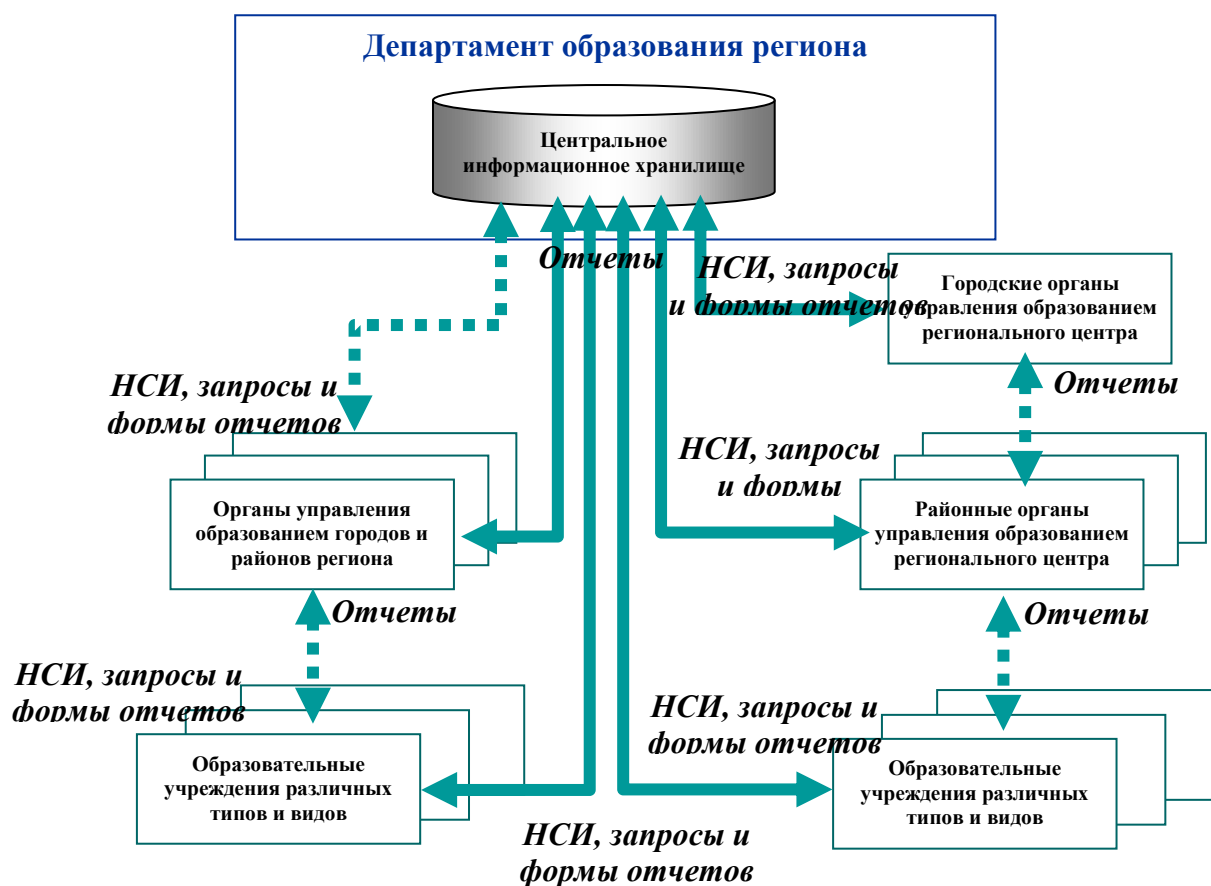 Департамент образования региона
Центральное
информационное хранилище
Отчеты
НСИ, запросы
и формы отчетов
Городские органы
управления образованием
регионального центра
Отчеты
НСИ, запросы и
формы отчетов
НСИ, запросы
и формы
Органы управления
образованием городов и
районов региона
Районные органы
управления образованием
регионального центра
Отчеты
Отчеты
НСИ, запросы и
формы отчетов
НСИ, запросы и
формы отчетов
Образовательные
учреждения различных
типов и видов
Образовательные
учреждения различных
типов и видов
НСИ, запросы и
формы отчетов